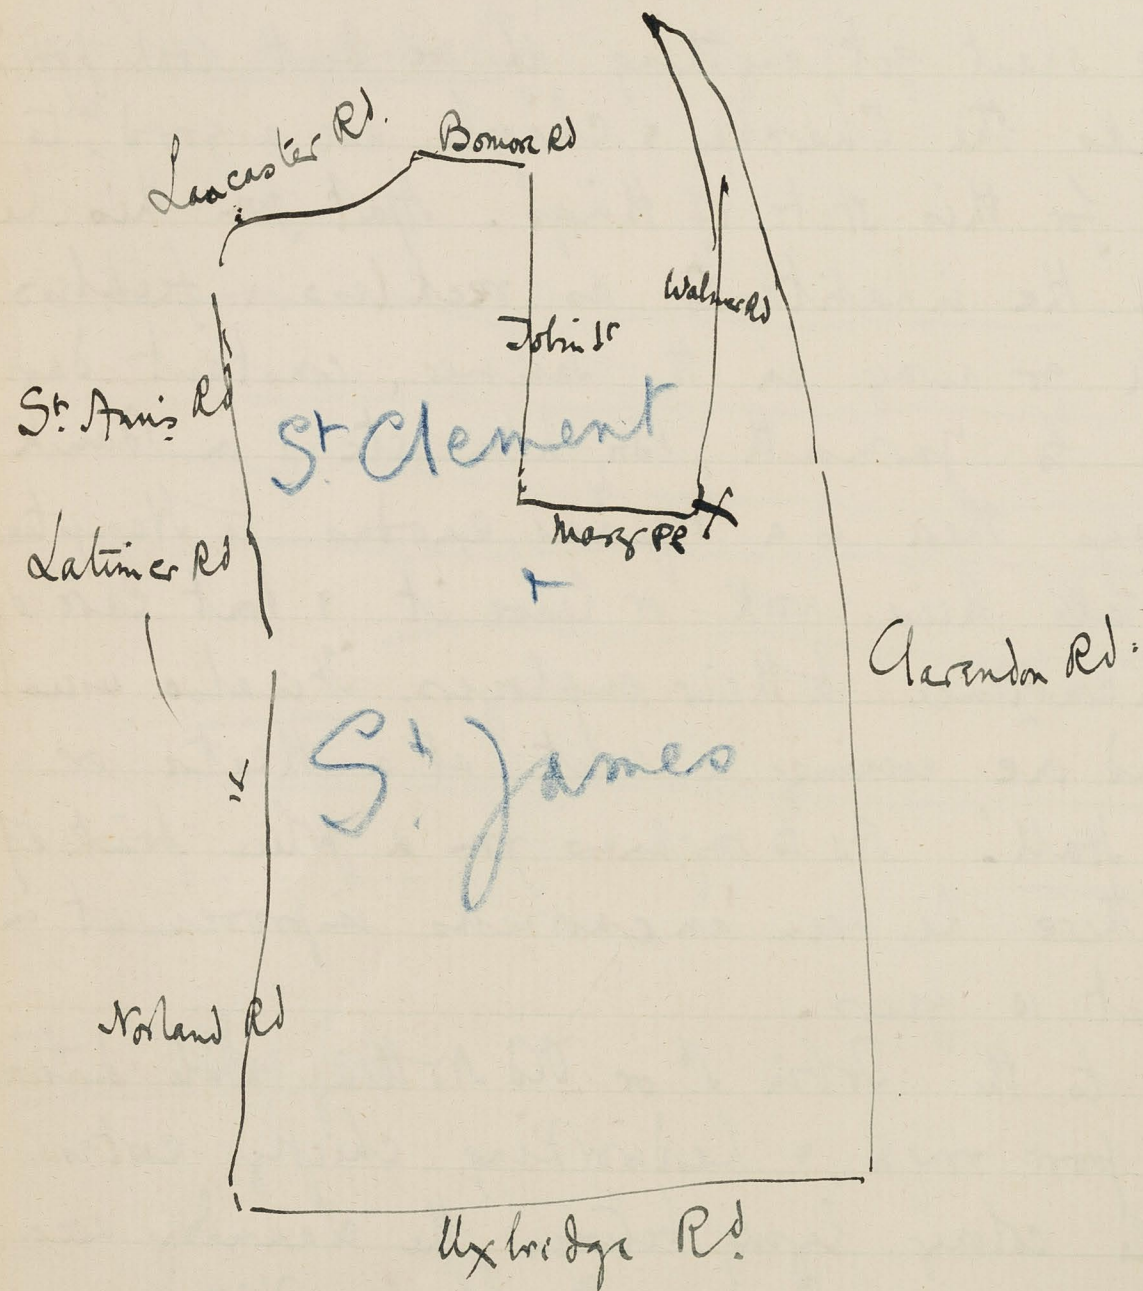 Lancaster Rd.
Bomore Rd
Walmer Rd
John St
St. Ann's Rd
St Clement
Mary Pl
Latimer Rd
Clarendon Rd.
St. James
Norland Rd
Uxbridge Rd.